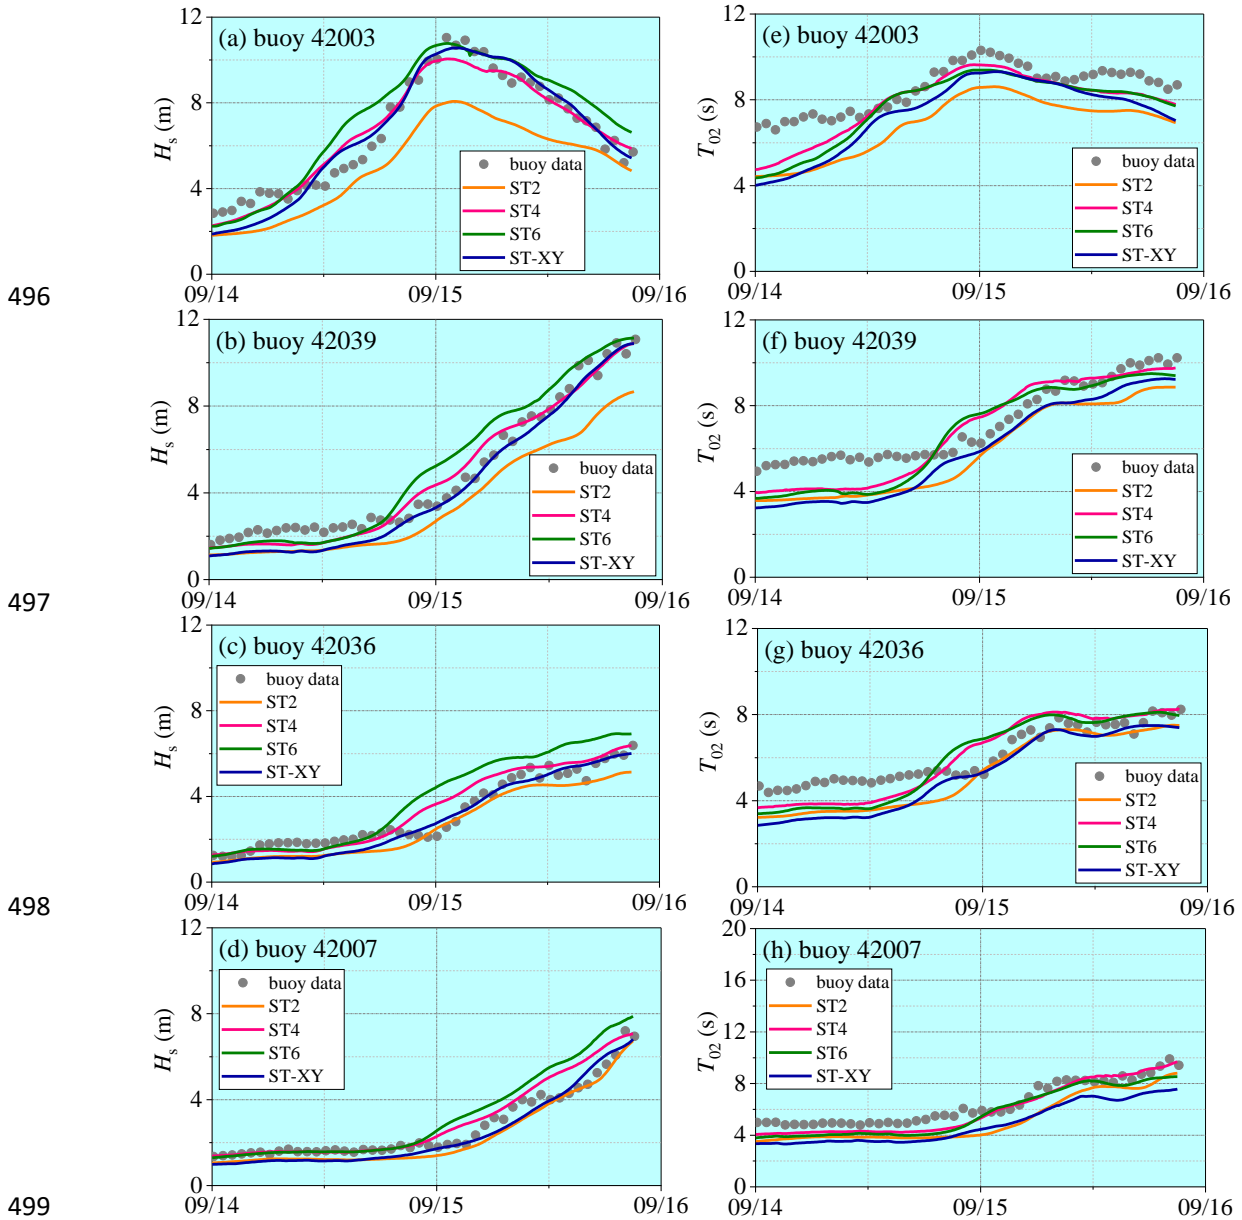 (a) buoy 42003
12
8
4
0
Hs (m)
buoy data
ST2
ST4
ST6
ST-XY
09/14
09/15
09/16
496
(e) buoy 42003
12
8
4
0
T02 (s)
buoy data
ST2
ST4
ST6
ST-XY
09/14
09/15
09/16
(b) buoy 42039
12
8
4
0
Hs (m)
buoy data
ST2
ST4
ST6
ST-XY
09/14
09/15
09/16
497
(f) buoy 42039
12
8
4
0
T02 (s)
buoy data
ST2
ST4
ST6
ST-XY
09/14
09/15
09/16
(c) buoy 42036
12
8
4
0
Hs (m)
buoy data
ST2
ST4
ST6
ST-XY
09/14
09/15
09/16
498
(g) buoy 42036
12
8
4
0
T02 (s)
buoy data
ST2
ST4
ST6
ST-XY
09/14
09/15
09/16
(d) buoy 42007
12
8
4
0
Hs (m)
buoy data
ST2
ST4
ST6
ST-XY
09/14
09/15
09/16
499
(h) buoy 42007
20
16
12
8
4
0
T02 (s)
buoy data
ST2
ST4
ST6
ST-XY
09/14
09/15
09/16